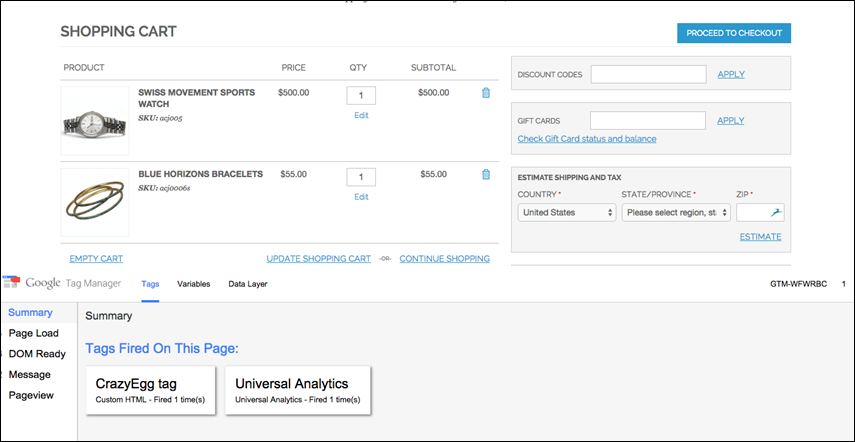 SHOPPING CART
PROCEED TO CHECKOUT
PRODUCT PRICE QTY SUBTOTAL
SWISS MOVEMENT SPORTS WATCH
SKU: acj005
$500.00
1
Edit
$500.00
BLUE HORIZONS BRACELETS
SKU: acj0006s
$55.00
1
Edit
$55.00
EMPTY CART
UPDATE SHOPPING CART -OR- CONTINUE SHOPPING
DISCOUNT CODES
APPLY
GIFT CARDS
APPLY
Check Gift Card status and balance
ESTIMATE SHIPPING AND TAX
COUNTRY * STATE/PROVINCE * ZIP *
United States
Please select region, st
ESTIMATE
Google Tag Manager
Tags Variables Data Layer
GTM-WFWRBC 1
Summary
Page Load
DOM Ready
Message
Pageview
Summary
Tags Fired On This Page:
CrazyEgg tag
Custom HTML - Fired 1 time(s)
Universal Analytics
Universal Analytics - Fired 1 time(s)